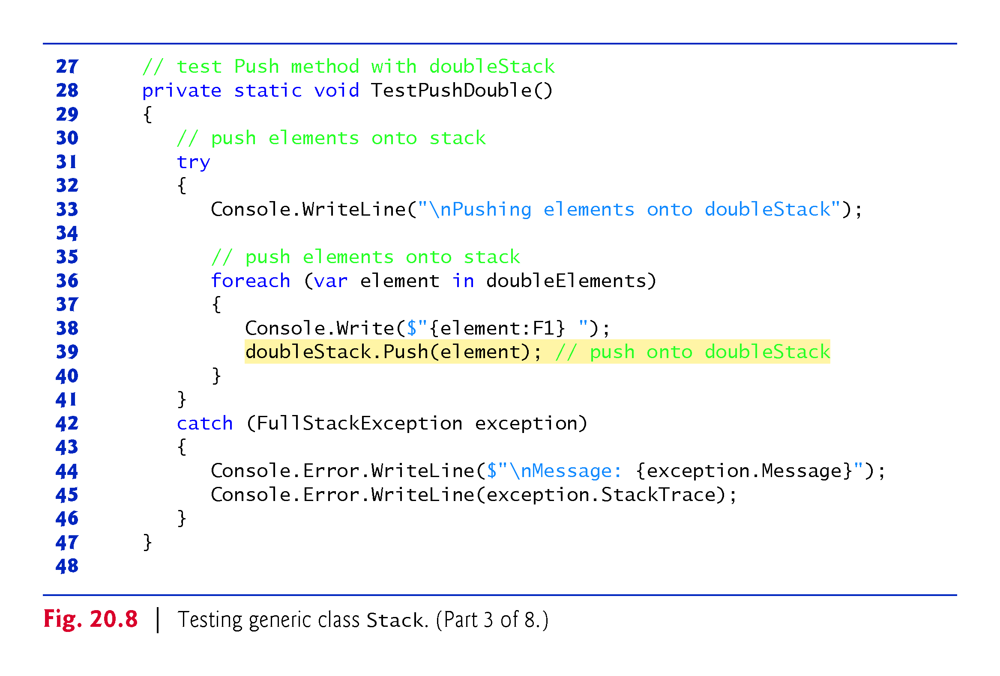 27 // test Push method with doubleStack
28 private static void TestPushDouble()
29 {
30 // push elements onto stack
31 try
32 {
33 Console.WriteLine("\nPushing elements onto doubleStack");
34
35 // push elements onto stack
36 foreach (var element in doubleElements)
37 {
38 Console.Write($"{element:F1} ");
39 doubleStack.Push(element); // push onto doubleStack
40 }
41 }
42 catch (FullStackException exception)
43 {
44 Console.Error.WriteLine($"\nMessage: {exception.Message}");
45 Console.Error.WriteLine(exception.StackTrace);
46 }
47 }
48
Fig. 20.8 | Testing generic class Stack. (Part 3 of 8.)